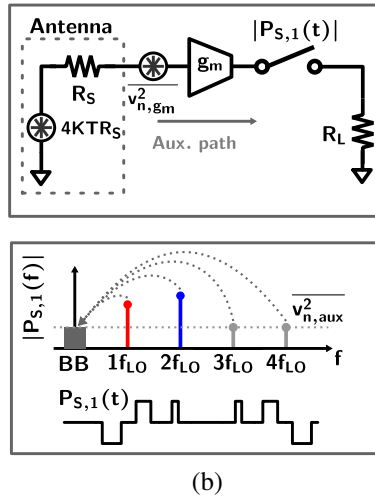 Antenna
|P_S,1(t)|
R_S
g_m
v²_n,gm
4KTR_S
Aux. path
R_L
|P_S,1(f)|
v²_n,aux
BB 1f_LO 2f_LO 3f_LO 4f_LO f
P_S,1(t)
(b)